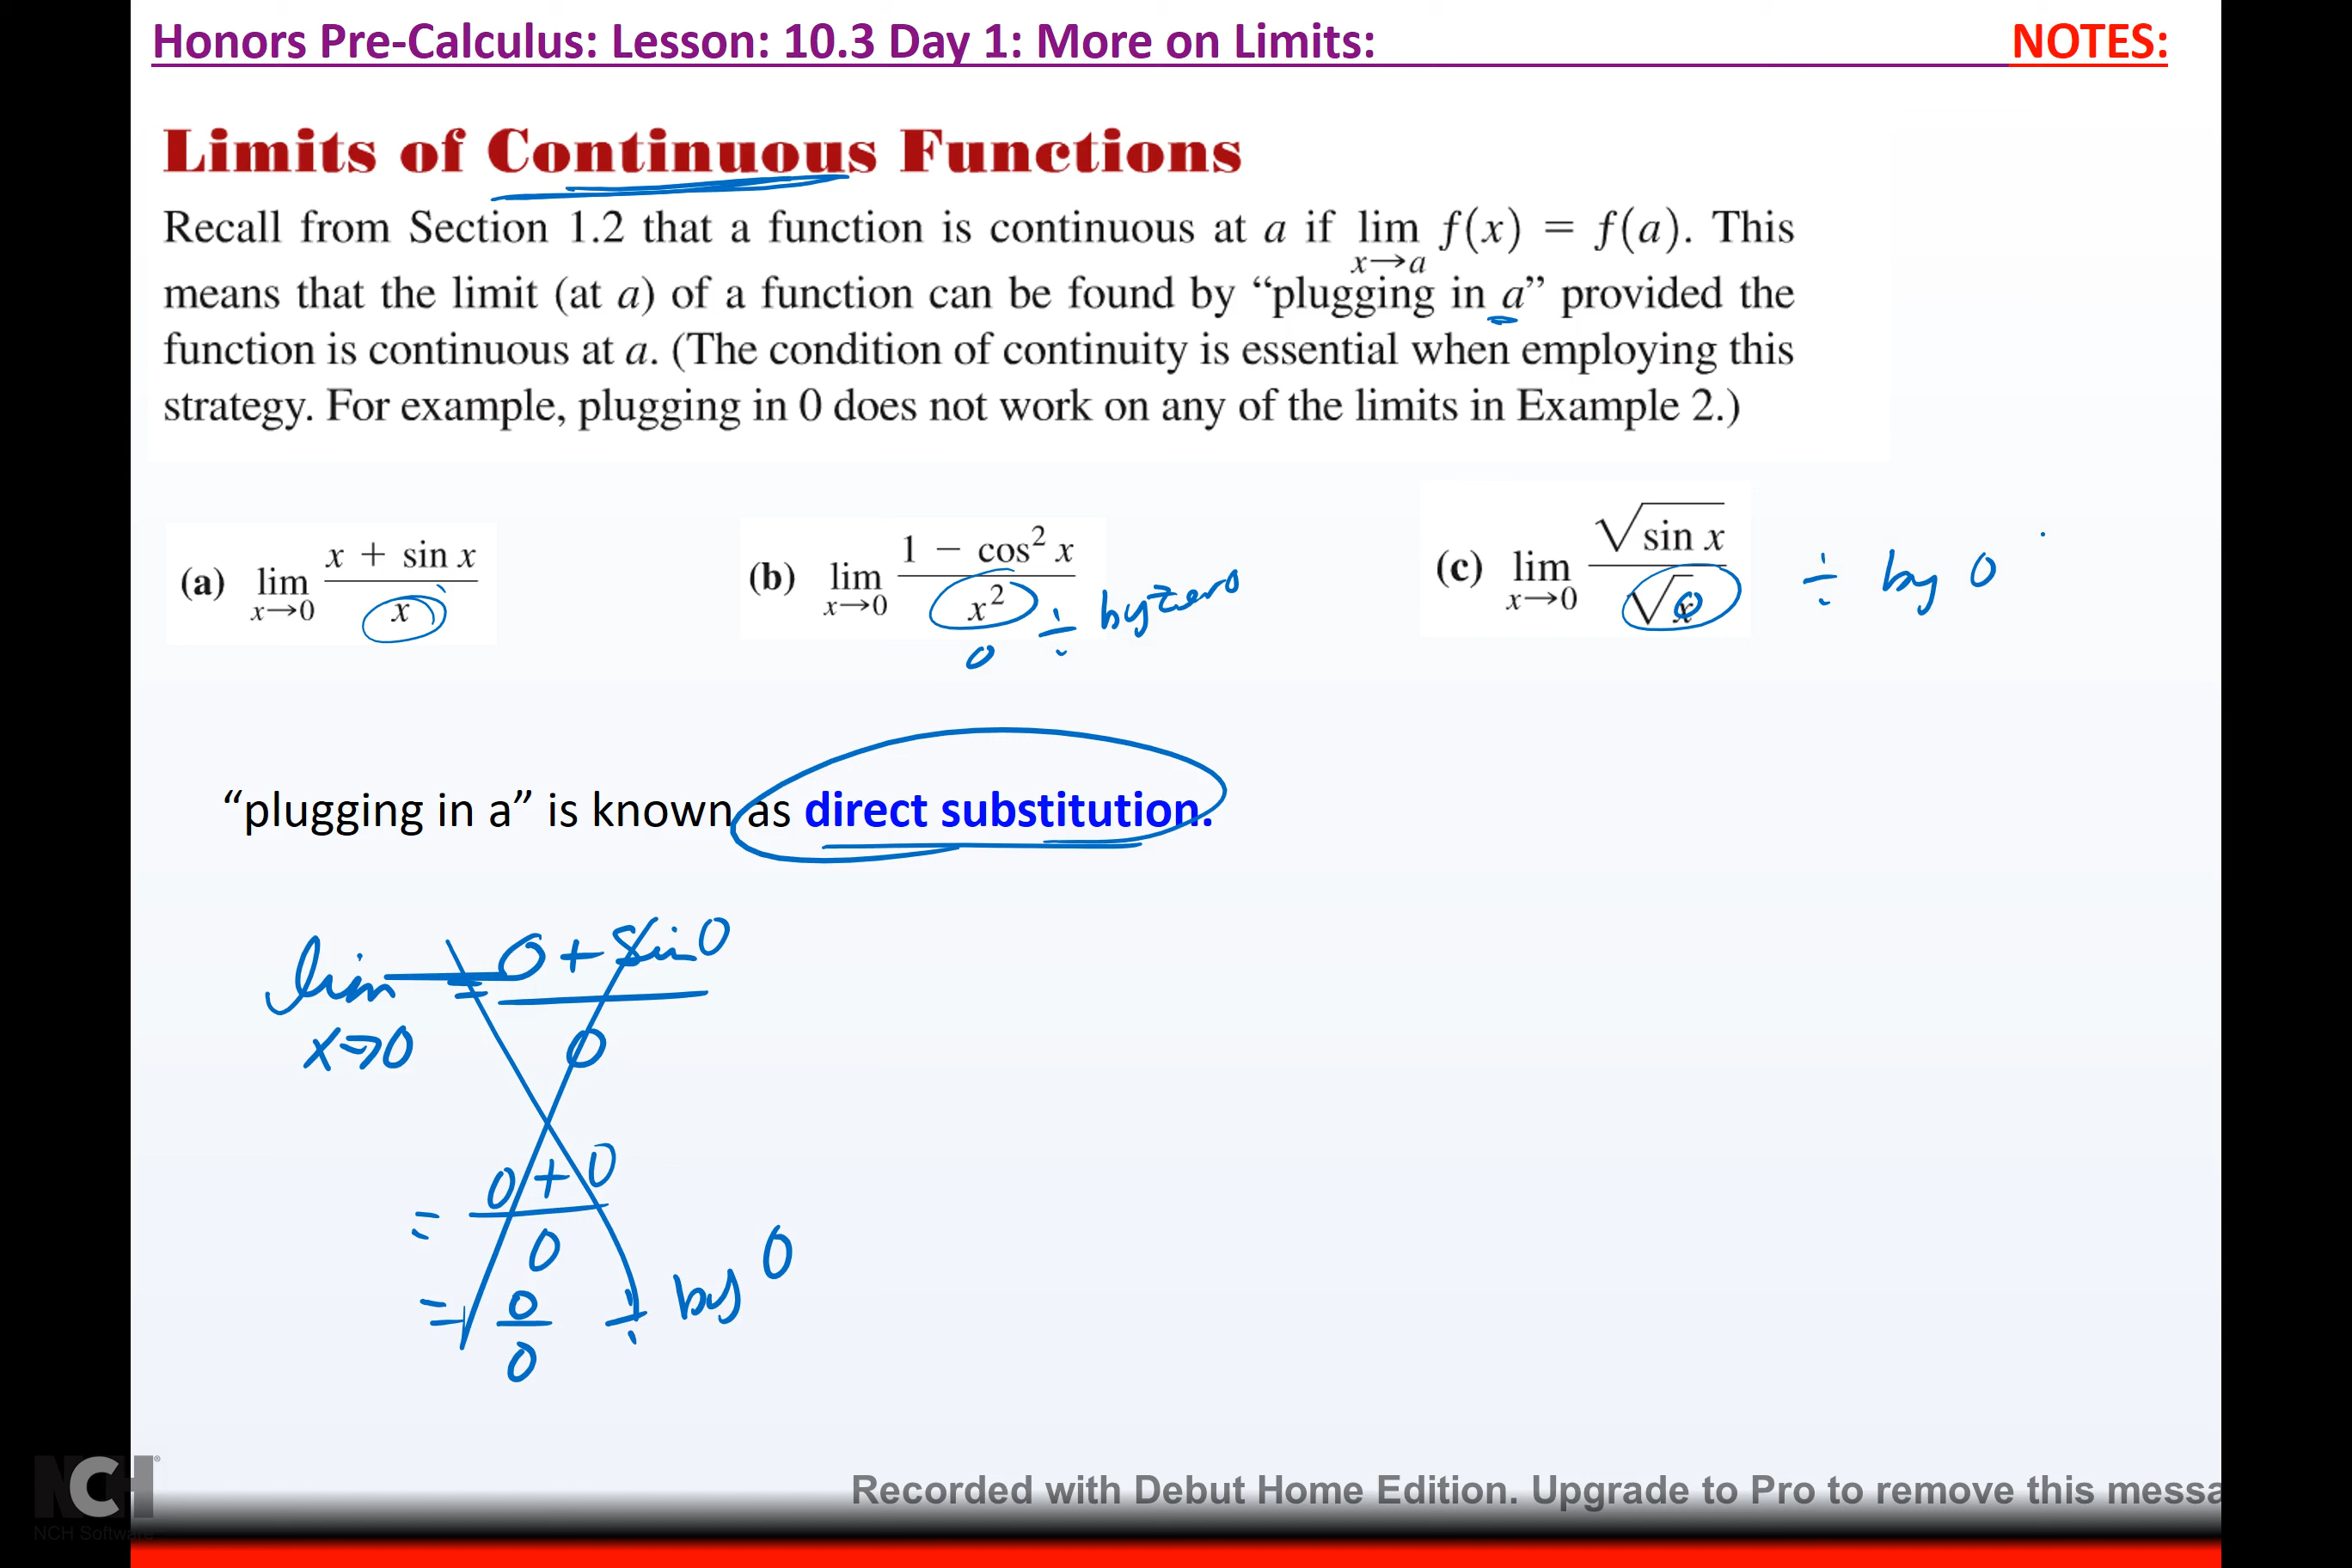 Honors Pre-Calculus: Lesson: 10.3 Day 1: More on Limits: NOTES:
Limits of Continuous Functions
Recall from Section 1.2 that a function is continuous at a if lim f(x) = f(a). This
x→a
means that the limit (at a) of a function can be found by “plugging in a” provided the
function is continuous at a. (The condition of continuity is essential when employing this
strategy. For example, plugging in 0 does not work on any of the limits in Example 2.)
(a) lim x→0 (x + sin x)/x
(b) lim x→0 (1 − cos² x)/x² 0 ÷ by zero
(c) lim x→0 √sin x/√x 0 ÷ by 0
“plugging in a” is known as direct substitution.
lim x→0 = (0 + sin 0)/0
= (0 + 0)/0
= 0/0 ÷ by 0
NCH®
NCH Software
Recorded with Debut Home Edition. Upgrade to Pro to remove this messa